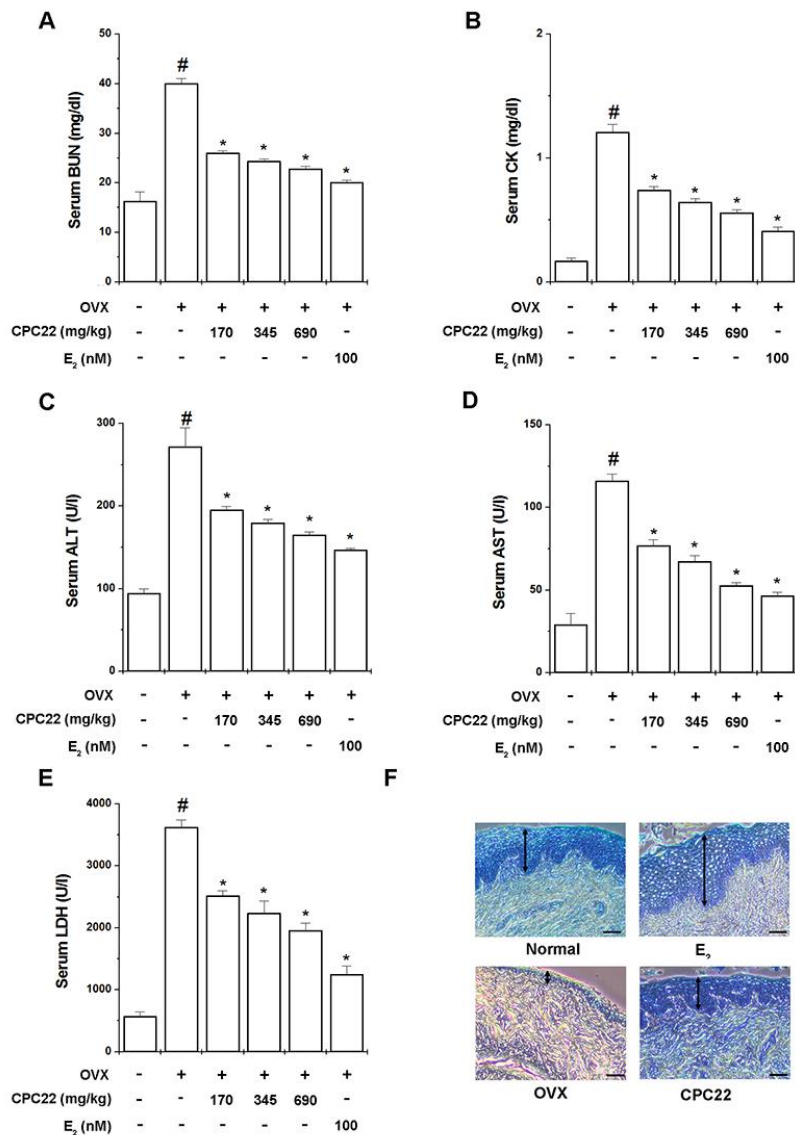 A
50
40
30
20
10
0
Serum BUN (mg/dl)
#
* * * *
OVX - + + + + +
CPC22 (mg/kg) - - 170 345 690 -
E₂ (nM) - - - - - 100
B
2
1
0
Serum CK (mg/dl)
#
* * * *
OVX - + + + + +
CPC22 (mg/kg) - - 170 345 690 -
E₂ (nM) - - - - - 100
C
300
200
100
0
Serum ALT (U/l)
#
* * * *
OVX - + + + + +
CPC22 (mg/kg) - - 170 345 690 -
E₂ (nM) - - - - - 100
D
150
100
50
0
Serum AST (U/l)
#
* * * *
OVX - + + + + +
CPC22 (mg/kg) - - 170 345 690 -
E₂ (nM) - - - - - 100
E
4000
3000
2000
1000
0
Serum LDH (U/l)
#
* * * *
OVX - + + + + +
CPC22 (mg/kg) - - 170 345 690 -
E₂ (nM) - - - - - 100
F
Normal E₂
OVX CPC22